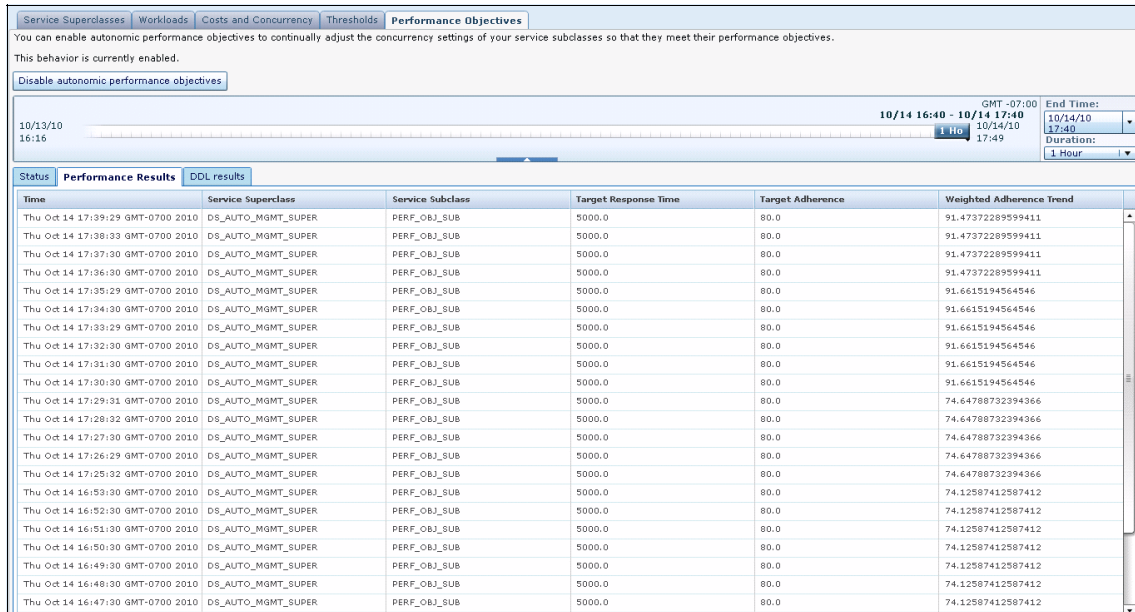 Service Superclasses Workloads Costs and Concurrency Thresholds Performance Objectives
You can enable autonomic performance objectives to continually adjust the concurrency settings of your service subclasses so that they meet their performance objectives.
This behavior is currently enabled.
Disable autonomic performance objectives
GMT -07:00 End Time:
10/14 16:40 - 10/14 17:40 10/14/10
10/13/10 1 Ho 10/14/10 17:40
16:16 17:49 Duration:
1 Hour
Status Performance Results DDL results
Time Service Superclass Service Subclass Target Response Time Target Adherence Weighted Adherence Trend
Thu Oct 14 17:39:29 GMT-0700 2010 DS_AUTO_MGMT_SUPER PERF_OBJ_SUB 5000.0 80.0 91.47372289599411
Thu Oct 14 17:38:33 GMT-0700 2010 DS_AUTO_MGMT_SUPER PERF_OBJ_SUB 5000.0 80.0 91.47372289599411
Thu Oct 14 17:37:30 GMT-0700 2010 DS_AUTO_MGMT_SUPER PERF_OBJ_SUB 5000.0 80.0 91.47372289599411
Thu Oct 14 17:36:30 GMT-0700 2010 DS_AUTO_MGMT_SUPER PERF_OBJ_SUB 5000.0 80.0 91.47372289599411
Thu Oct 14 17:35:29 GMT-0700 2010 DS_AUTO_MGMT_SUPER PERF_OBJ_SUB 5000.0 80.0 91.6615194564546
Thu Oct 14 17:34:30 GMT-0700 2010 DS_AUTO_MGMT_SUPER PERF_OBJ_SUB 5000.0 80.0 91.6615194564546
Thu Oct 14 17:33:29 GMT-0700 2010 DS_AUTO_MGMT_SUPER PERF_OBJ_SUB 5000.0 80.0 91.6615194564546
Thu Oct 14 17:32:30 GMT-0700 2010 DS_AUTO_MGMT_SUPER PERF_OBJ_SUB 5000.0 80.0 91.6615194564546
Thu Oct 14 17:31:30 GMT-0700 2010 DS_AUTO_MGMT_SUPER PERF_OBJ_SUB 5000.0 80.0 91.6615194564546
Thu Oct 14 17:30:30 GMT-0700 2010 DS_AUTO_MGMT_SUPER PERF_OBJ_SUB 5000.0 80.0 91.6615194564546
Thu Oct 14 17:29:31 GMT-0700 2010 DS_AUTO_MGMT_SUPER PERF_OBJ_SUB 5000.0 80.0 74.64788732394366
Thu Oct 14 17:28:32 GMT-0700 2010 DS_AUTO_MGMT_SUPER PERF_OBJ_SUB 5000.0 80.0 74.64788732394366
Thu Oct 14 17:27:30 GMT-0700 2010 DS_AUTO_MGMT_SUPER PERF_OBJ_SUB 5000.0 80.0 74.64788732394366
Thu Oct 14 17:26:29 GMT-0700 2010 DS_AUTO_MGMT_SUPER PERF_OBJ_SUB 5000.0 80.0 74.64788732394366
Thu Oct 14 17:25:32 GMT-0700 2010 DS_AUTO_MGMT_SUPER PERF_OBJ_SUB 5000.0 80.0 74.64788732394366
Thu Oct 14 16:53:30 GMT-0700 2010 DS_AUTO_MGMT_SUPER PERF_OBJ_SUB 5000.0 80.0 74.12587412587412
Thu Oct 14 16:52:30 GMT-0700 2010 DS_AUTO_MGMT_SUPER PERF_OBJ_SUB 5000.0 80.0 74.12587412587412
Thu Oct 14 16:51:30 GMT-0700 2010 DS_AUTO_MGMT_SUPER PERF_OBJ_SUB 5000.0 80.0 74.12587412587412
Thu Oct 14 16:50:30 GMT-0700 2010 DS_AUTO_MGMT_SUPER PERF_OBJ_SUB 5000.0 80.0 74.12587412587412
Thu Oct 14 16:49:30 GMT-0700 2010 DS_AUTO_MGMT_SUPER PERF_OBJ_SUB 5000.0 80.0 74.12587412587412
Thu Oct 14 16:48:30 GMT-0700 2010 DS_AUTO_MGMT_SUPER PERF_OBJ_SUB 5000.0 80.0 74.12587412587412
Thu Oct 14 16:47:30 GMT-0700 2010 DS_AUTO_MGMT_SUPER PERF_OBJ_SUB 5000.0 80.0 74.12587412587412